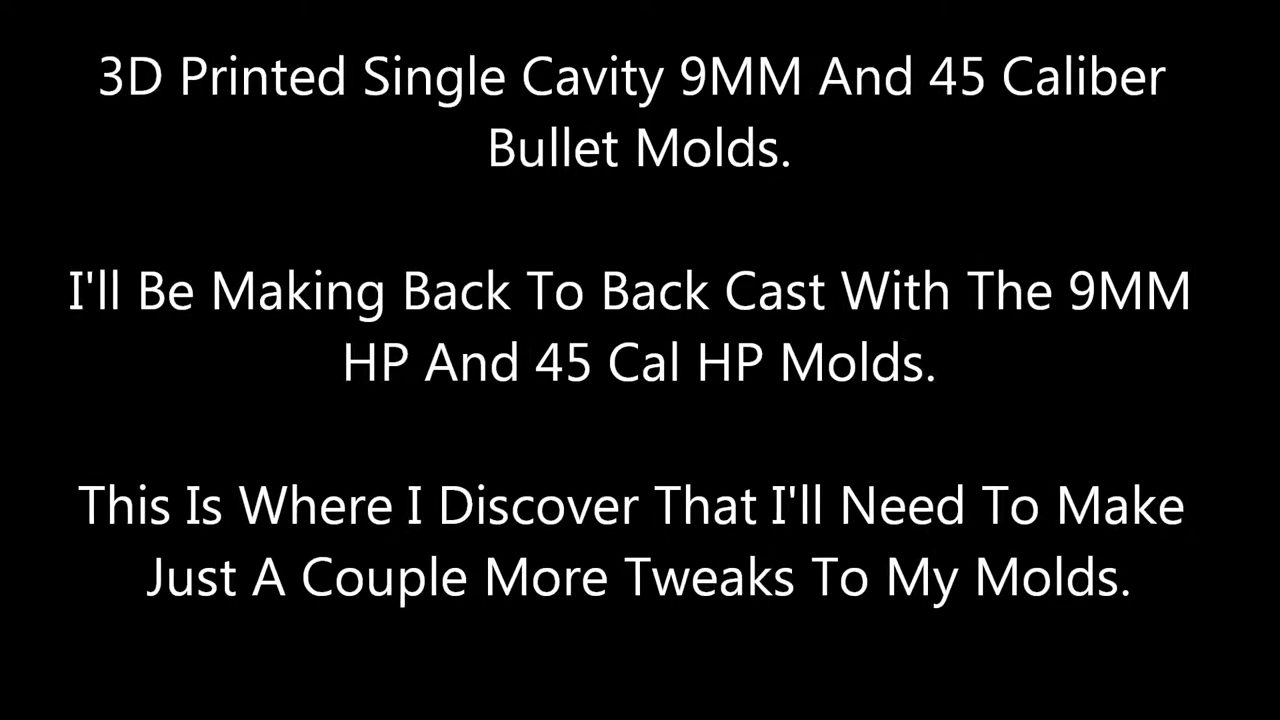 3D Printed Single Cavity 9MM And 45 Caliber
Bullet Molds.
I'll Be Making Back To Back Cast With The 9MM
HP And 45 Cal HP Molds.
This Is Where I Discover That I'll Need To Make
Just A Couple More Tweaks To My Molds.